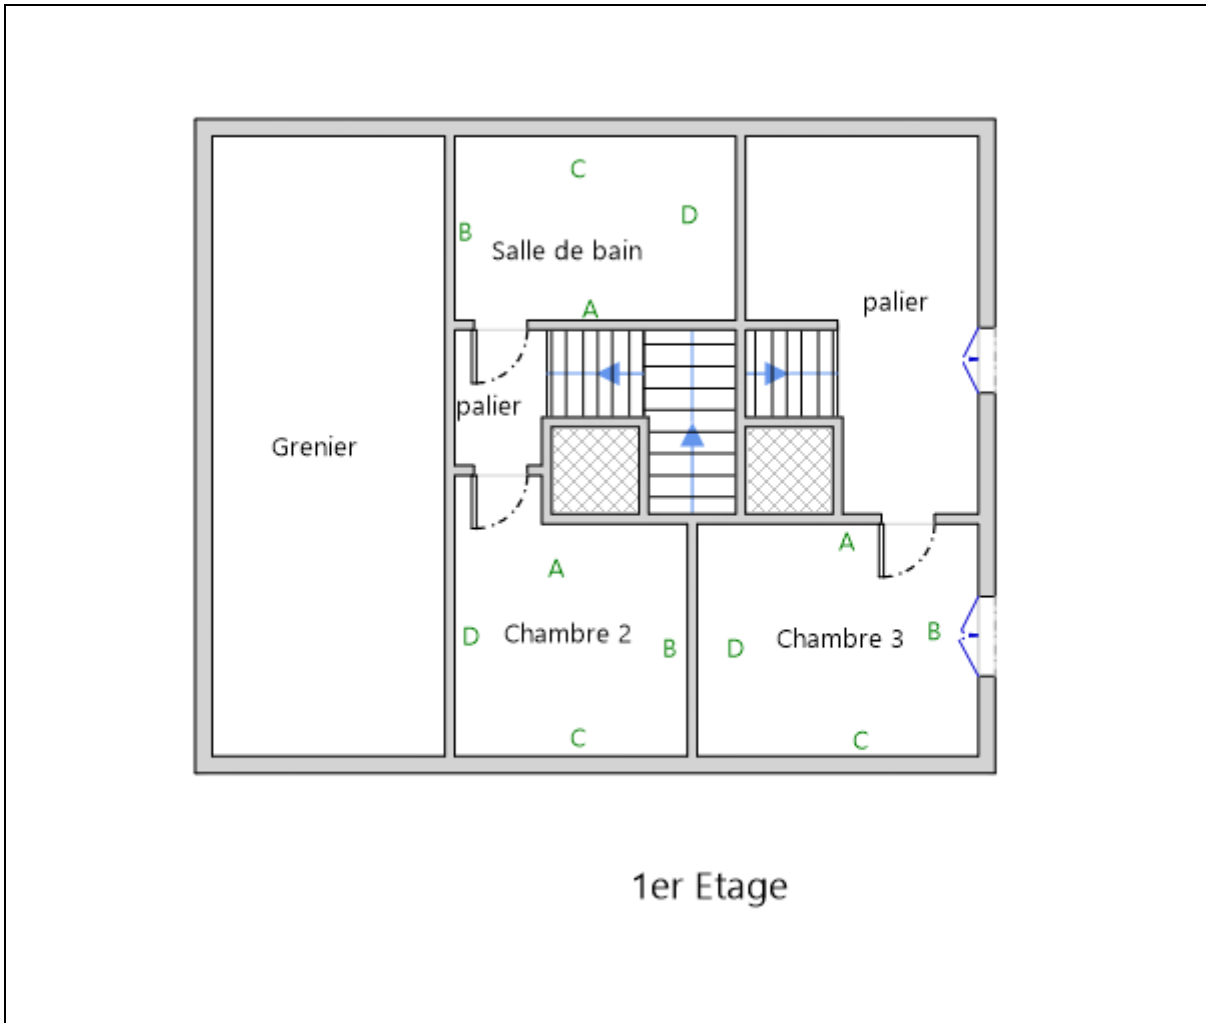 C
D
B
Salle de bain
A
palier
palier
Grenier
A
A
D
Chambre 2
B
D
Chambre 3
B
C
C
1er Etage